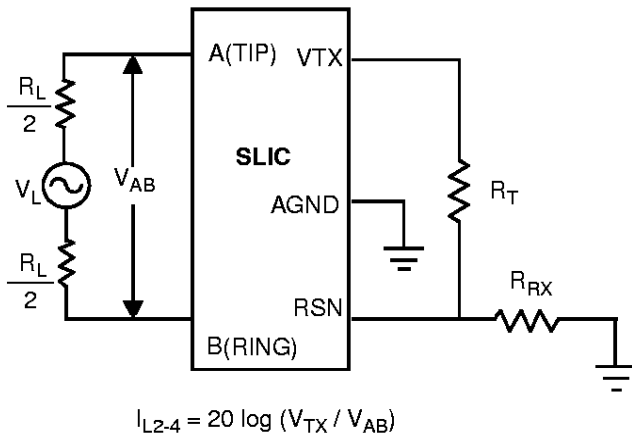 A(TIP)
VTX
R_L
2
SLIC
V_L
V_AB
R_T
AGND
R_L
2
R_RX
RSN
B(RING)
I_L2-4 = 20 log (V_TX / V_AB)